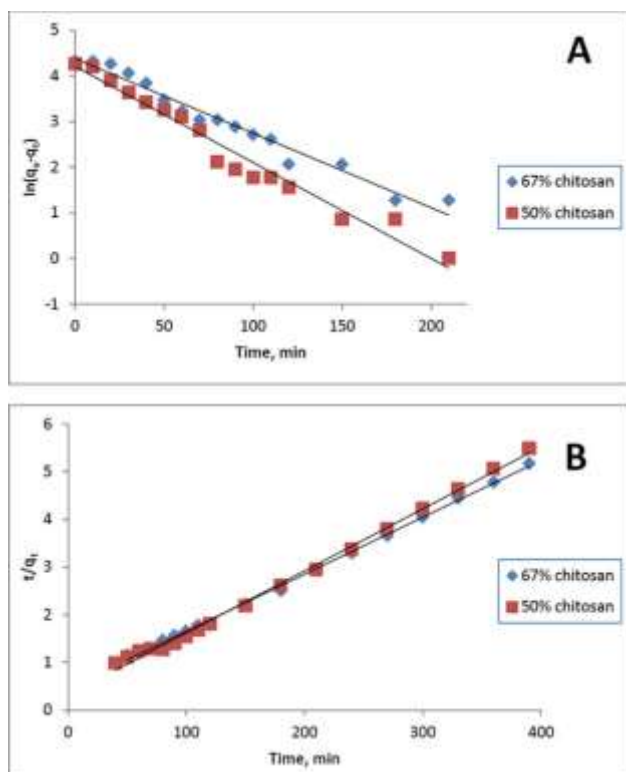 A
5
4
3
2
1
0
-1
ln(qₑ-qₜ)
0 50 100 150 200
Time, min
67% chitosan
50% chitosan
B
6
5
4
3
2
1
0
t/qₜ
0 100 200 300 400
Time, min
67% chitosan
50% chitosan